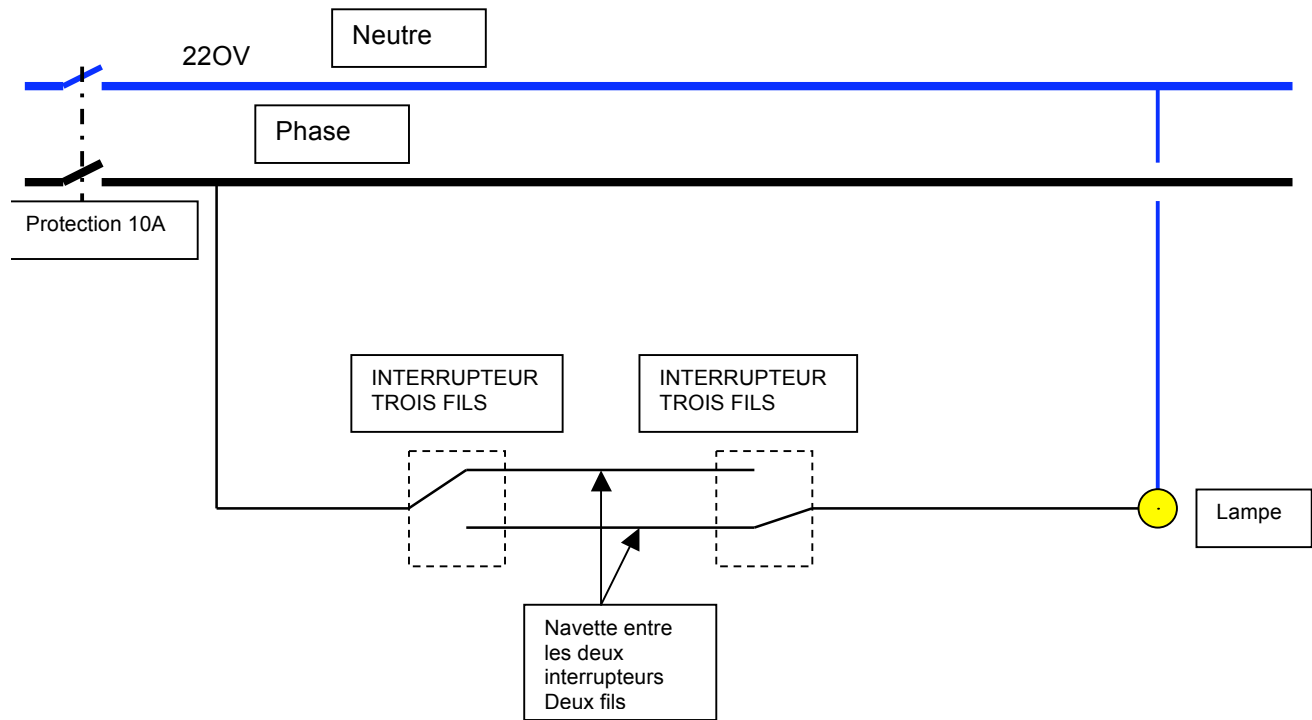 Neutre
22OV
Phase
Protection 10A
INTERRUPTEUR
TROIS FILS
INTERRUPTEUR
TROIS FILS
Lampe
Navette entre
les deux
interrupteurs
Deux fils